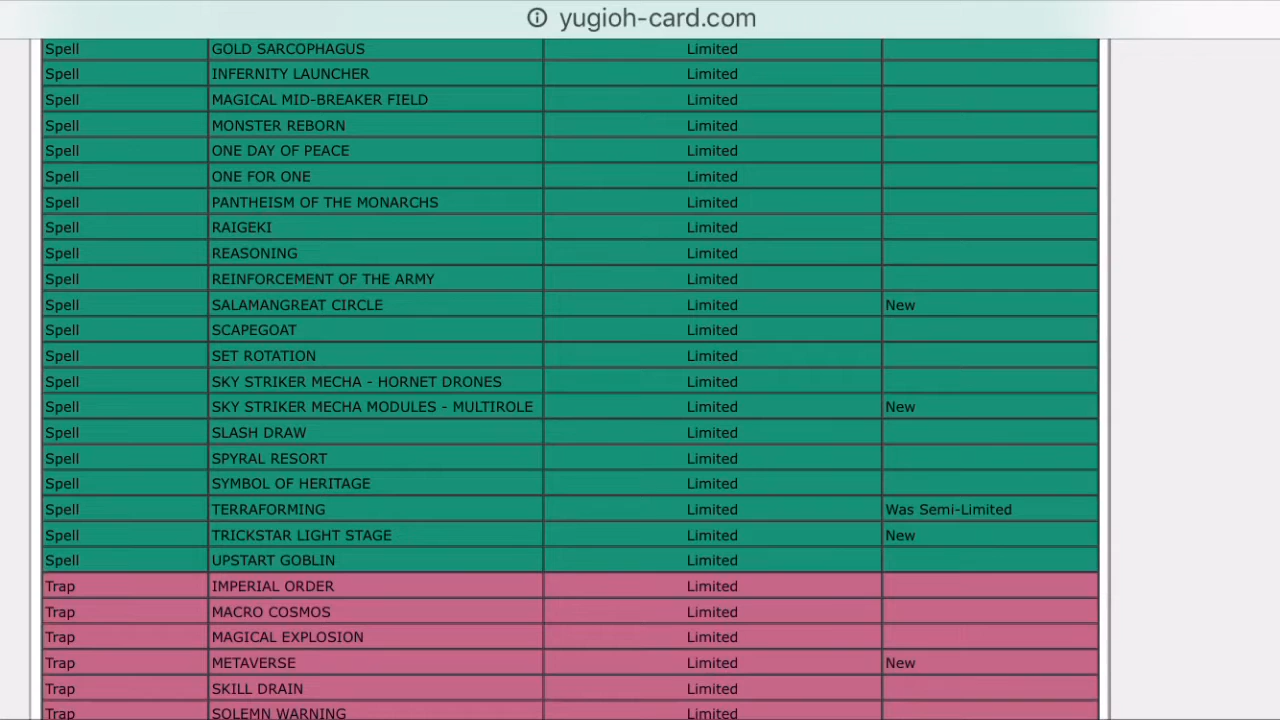 yugioh-card.com
Spell GOLD SARCOPHAGUS Limited
Spell INFERNITY LAUNCHER Limited
Spell MAGICAL MID-BREAKER FIELD Limited
Spell MONSTER REBORN Limited
Spell ONE DAY OF PEACE Limited
Spell ONE FOR ONE Limited
Spell PANTHEISM OF THE MONARCHS Limited
Spell RAIGEKI Limited
Spell REASONING Limited
Spell REINFORCEMENT OF THE ARMY Limited
Spell SALAMANGREAT CIRCLE Limited New
Spell SCAPEGOAT Limited
Spell SET ROTATION Limited
Spell SKY STRIKER MECHA - HORNET DRONES Limited
Spell SKY STRIKER MECHA MODULES - MULTIROLE Limited New
Spell SLASH DRAW Limited
Spell SPYRAL RESORT Limited
Spell SYMBOL OF HERITAGE Limited
Spell TERRAFORMING Limited Was Semi-Limited
Spell TRICKSTAR LIGHT STAGE Limited New
Spell UPSTART GOBLIN Limited
Trap IMPERIAL ORDER Limited
Trap MACRO COSMOS Limited
Trap MAGICAL EXPLOSION Limited
Trap METAVERSE Limited New
Trap SKILL DRAIN Limited
Trap SOLEMN WARNING Limited